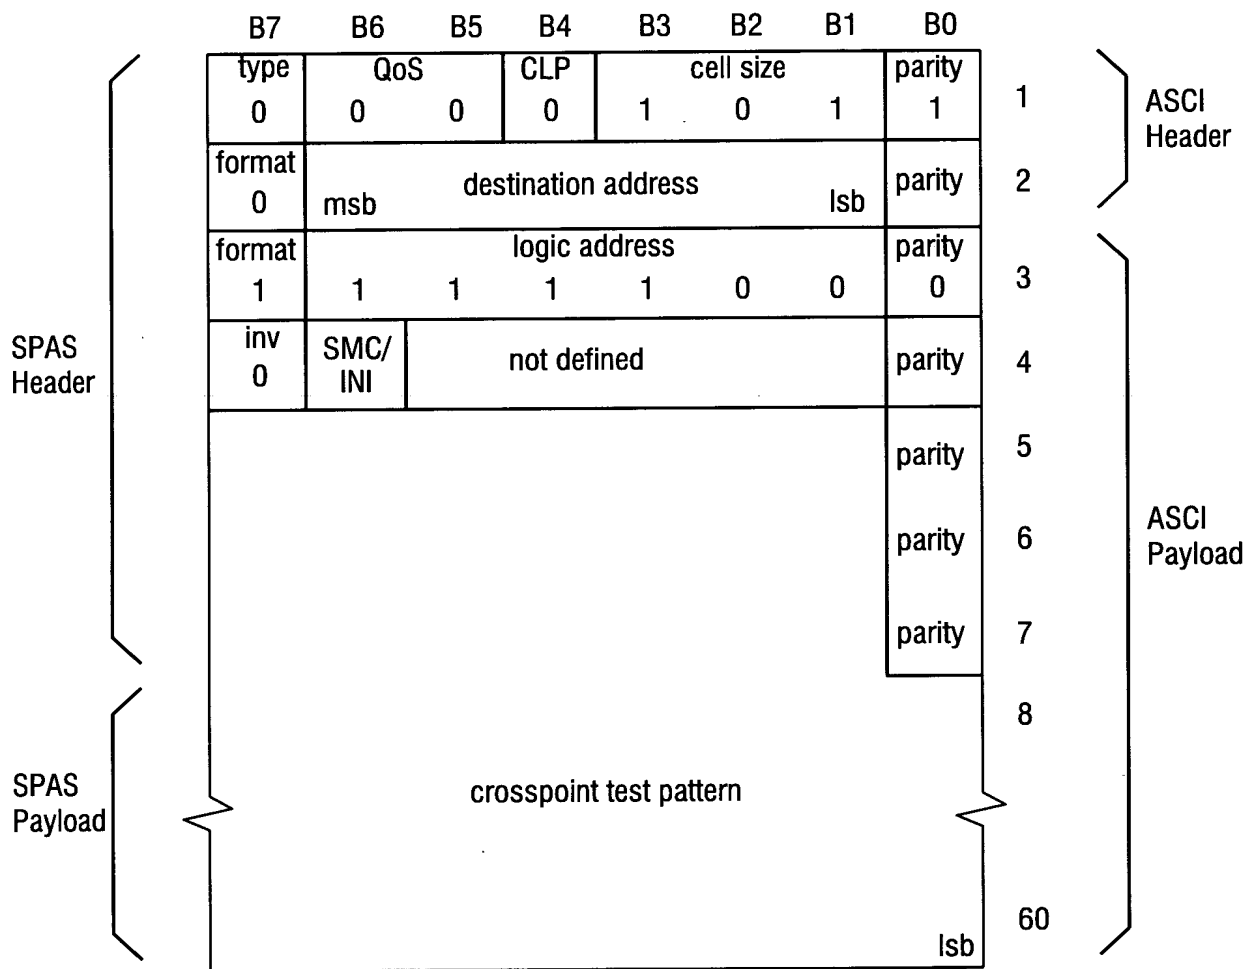 B7 B6 B5 B4 B3 B2 B1 B0
type QoS CLP cell size parity
0 0 0 0 1 0 1 1 1
ASCI
Header
format destination address parity 2
0 msb lsb
format logic address parity
1 1 1 1 1 0 0 0 3
inv SMC/ not defined parity 4
0 INI
SPAS
Header
parity 5
parity 6
ASCI
Payload
parity 7
8
SPAS
Payload
crosspoint test pattern
60
lsb